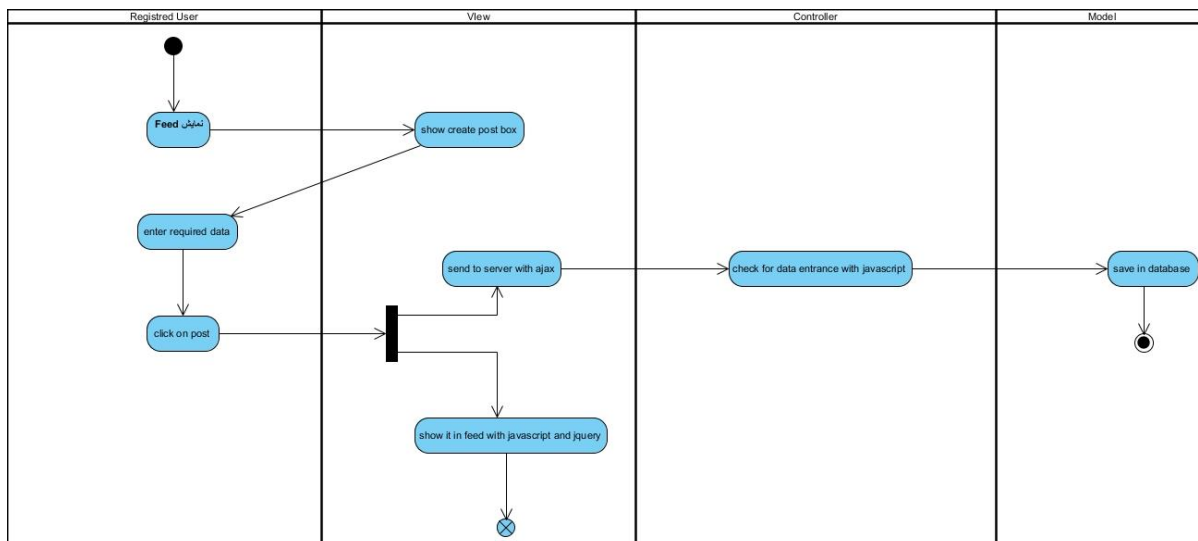 Registred User
VIew
Controller
Model
نمایش Feed
show create post box
enter required data
send to server with ajax
check for data entrance with javascript
save in database
click on post
show it in feed with javascript and jquery